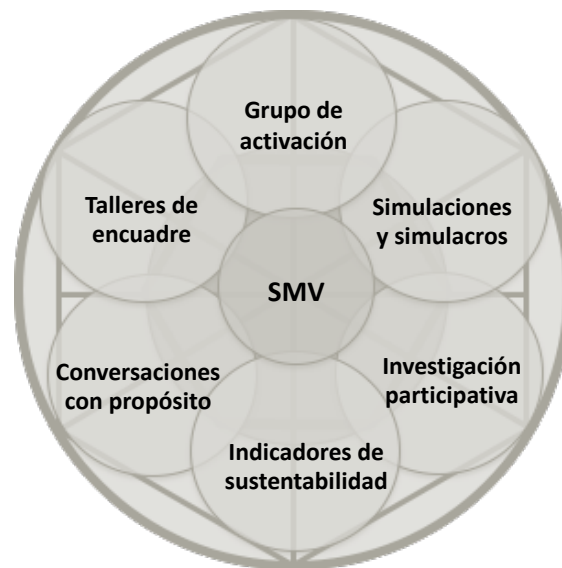 Grupo de
activación
Talleres de
encuadre
Simulaciones
y simulacros
SMV
Conversaciones
con propósito
Investigación
participativa
Indicadores de
sustentabilidad